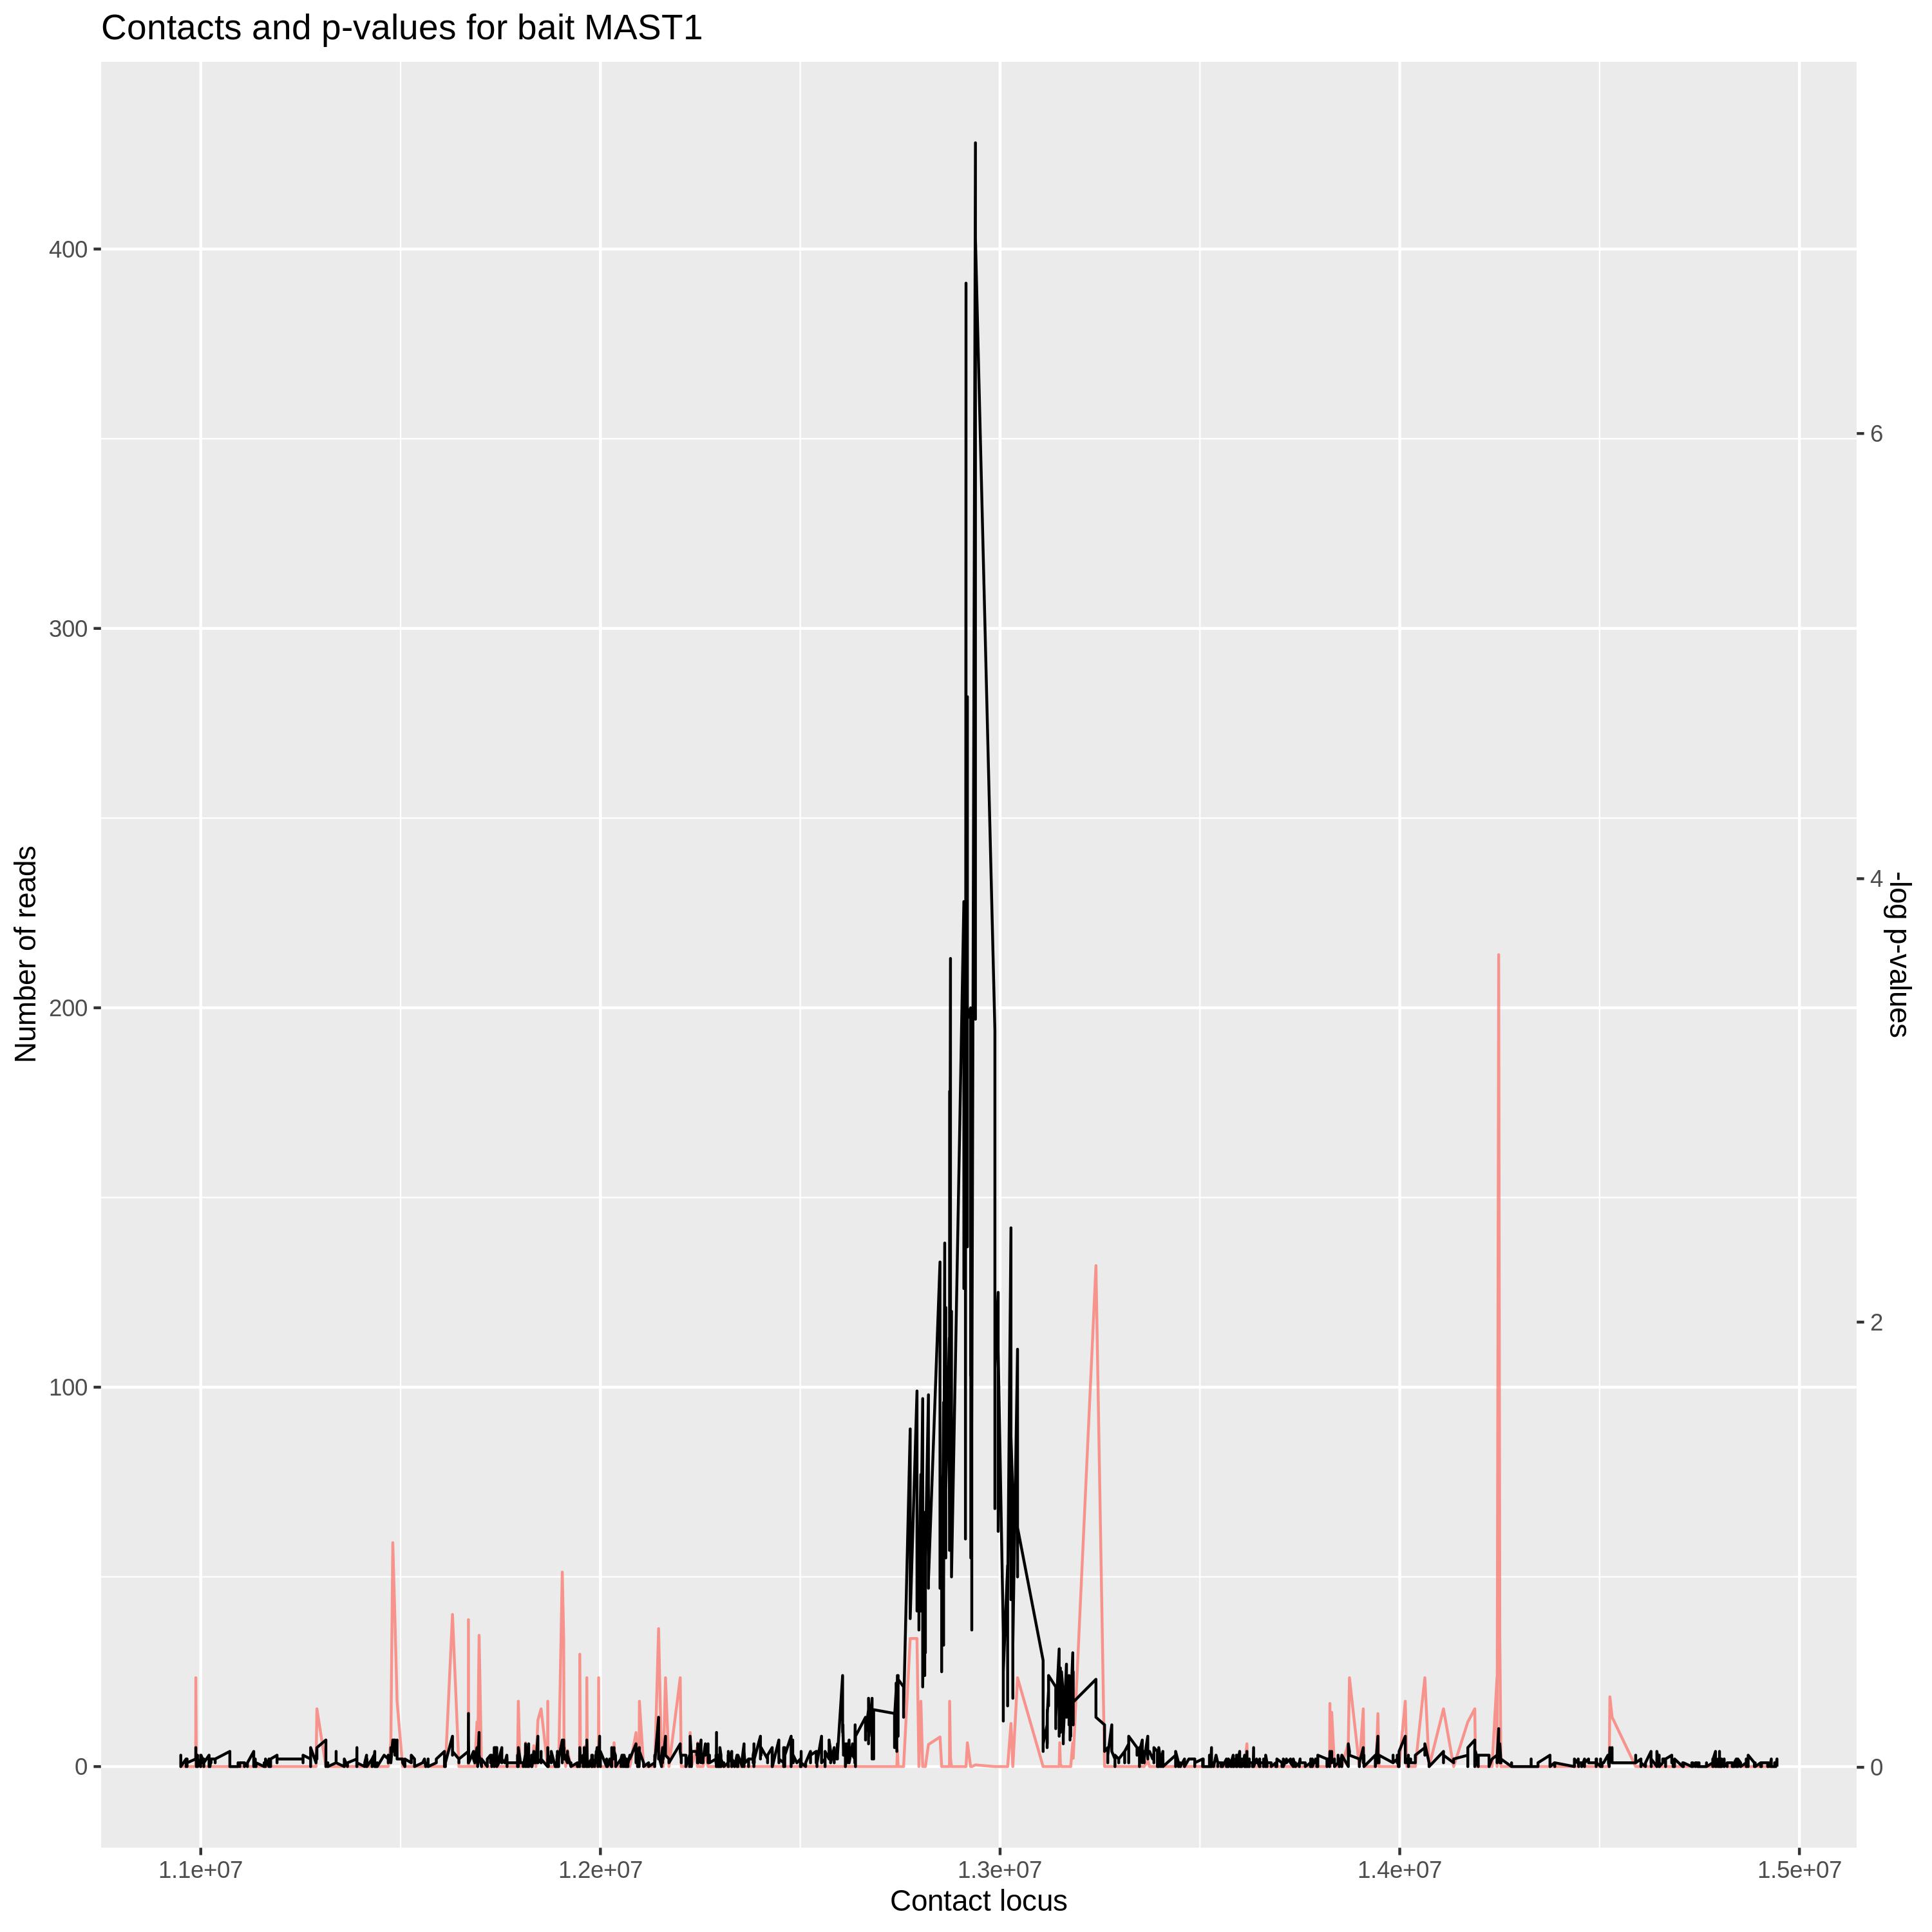 Contacts and p-values for bait MAST1
Number of reads
400
300
200
100
0
6
4
2
0
-log p-values
1.1e+07
1.2e+07
1.3e+07
1.4e+07
1.5e+07
Contact locus